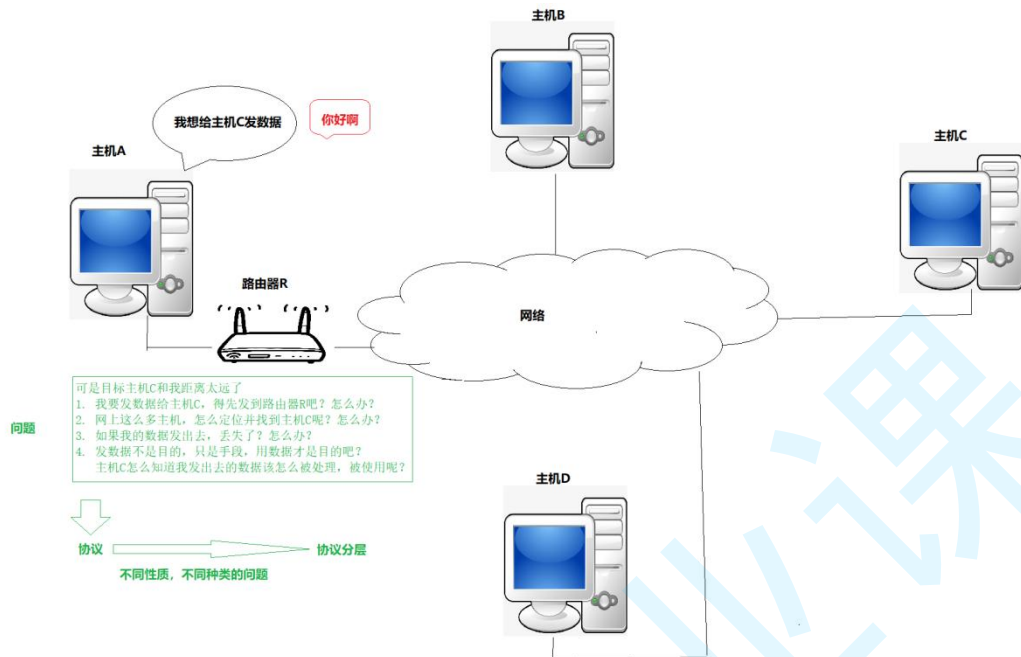 主机B
我想给主机C发数据
你好啊
主机A
主机C
路由器R
网络
可是目标主机C和我距离太远了
1. 我要发数据给主机C，得先发到路由器R吧？怎么办？
2. 网上这么多主机，怎么定位并找到主机C呢？怎么办？
3. 如果我的数据发出去，丢失了？怎么办？
4. 发数据不是目的，只是手段，用数据才是目的吧？
主机C怎么知道我发出去的数据该怎么被处理，被使用呢？
问题
主机D
协议
协议分层
不同性质，不同种类的问题
业课